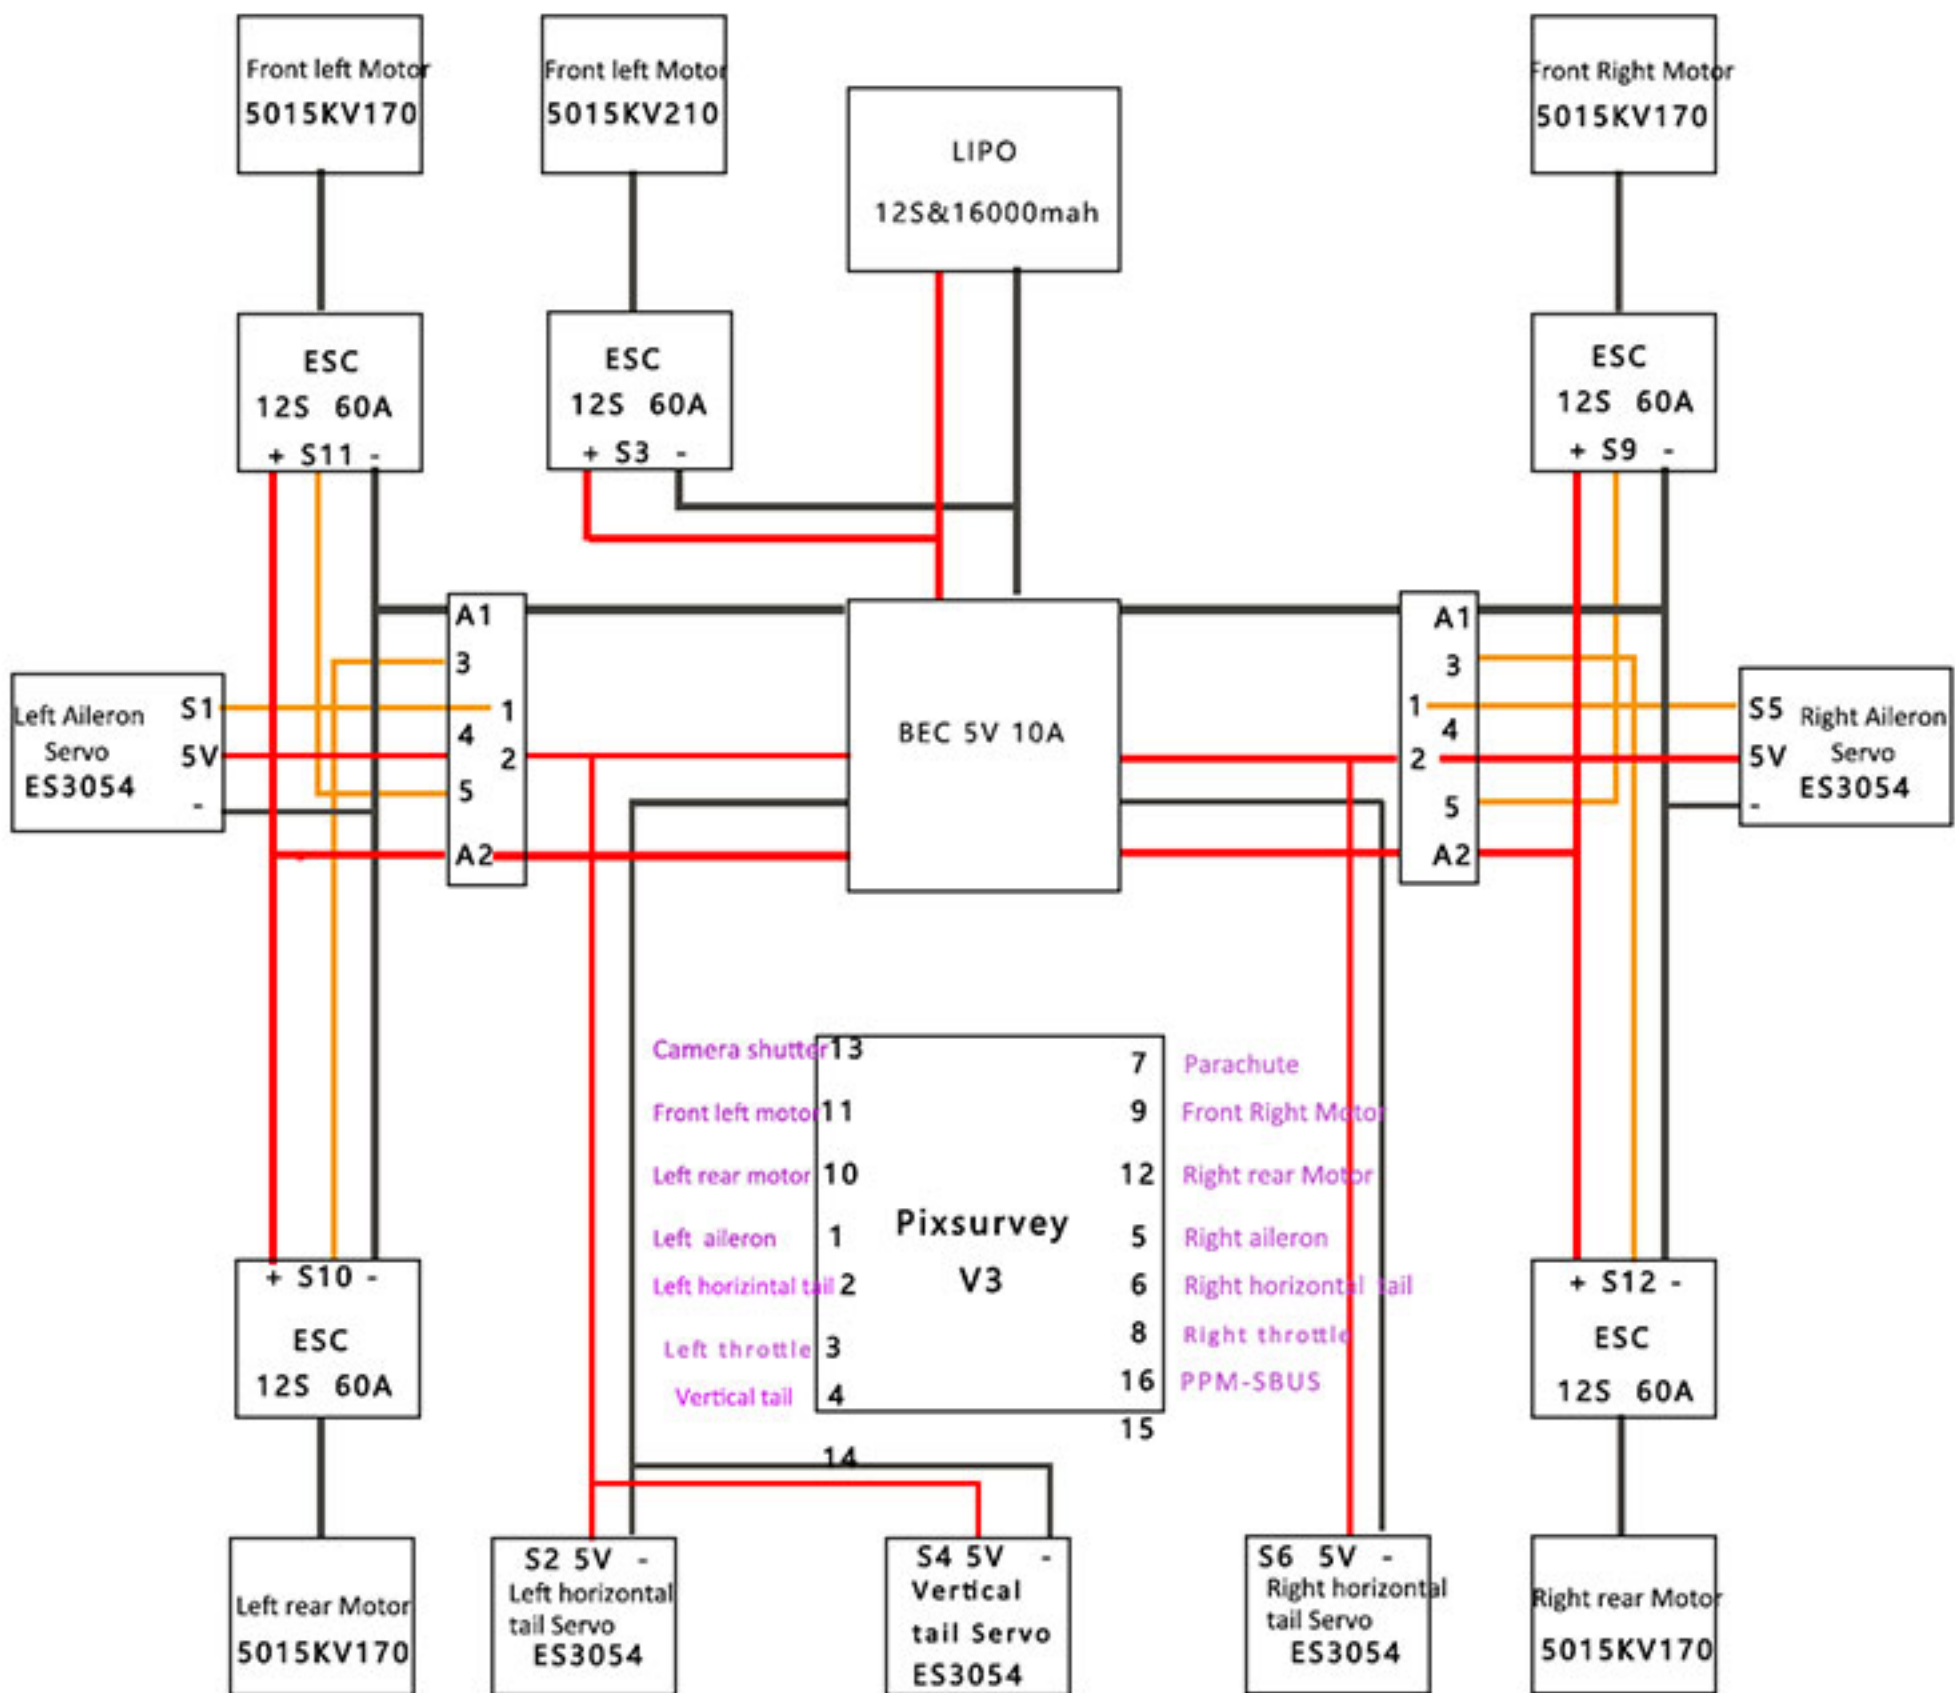 Front left Motor
5015KV170
Front left Motor
5015KV210
LIPO
12S&16000mah
Front Right Motor
5015KV170
ESC
12S 60A
+ S11 -
ESC
12S 60A
+ S3 -
ESC
12S 60A
+ S9 -
Left Aileron
Servo
ES3054
S1
5V
-
A1
3
1
4
2
5
A2
BEC 5V 10A
A1
3
1
4
2
5
A2
S5
5V
-
Right Aileron
Servo
ES3054
Camera shutter 13
Front left motor 11
Left rear motor 10
Left aileron 1
Left horizintal tail 2
Left throttle 3
Vertical tail 4
14
Pixsurvey
V3
7 Parachute
9 Front Right Motor
12 Right rear Motor
5 Right aileron
6 Right horizontal tail
8 Right throttle
16 PPM-SBUS
15
+ S10 -
ESC
12S 60A
+ S12 -
ESC
12S 60A
Left rear Motor
5015KV170
S2 5V -
Left horizontal
tail Servo
ES3054
S4 5V -
Vertical
tail Servo
ES3054
S6 5V -
Right horizontal
tail Servo
ES3054
Right rear Motor
5015KV170